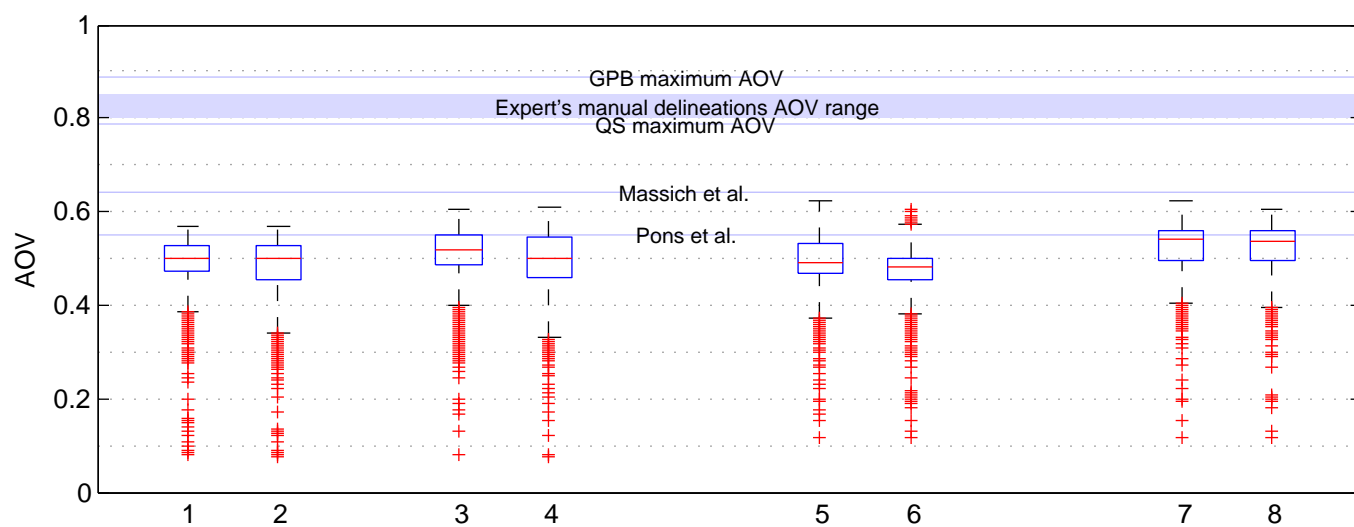 1
GPB maximum AOV
Expert's manual delineations AOV range
0.8
QS maximum AOV
Massich et al.
0.6
Pons et al.
AOV
0.4
0.2
0
1 2 3 4 5 6 7 8